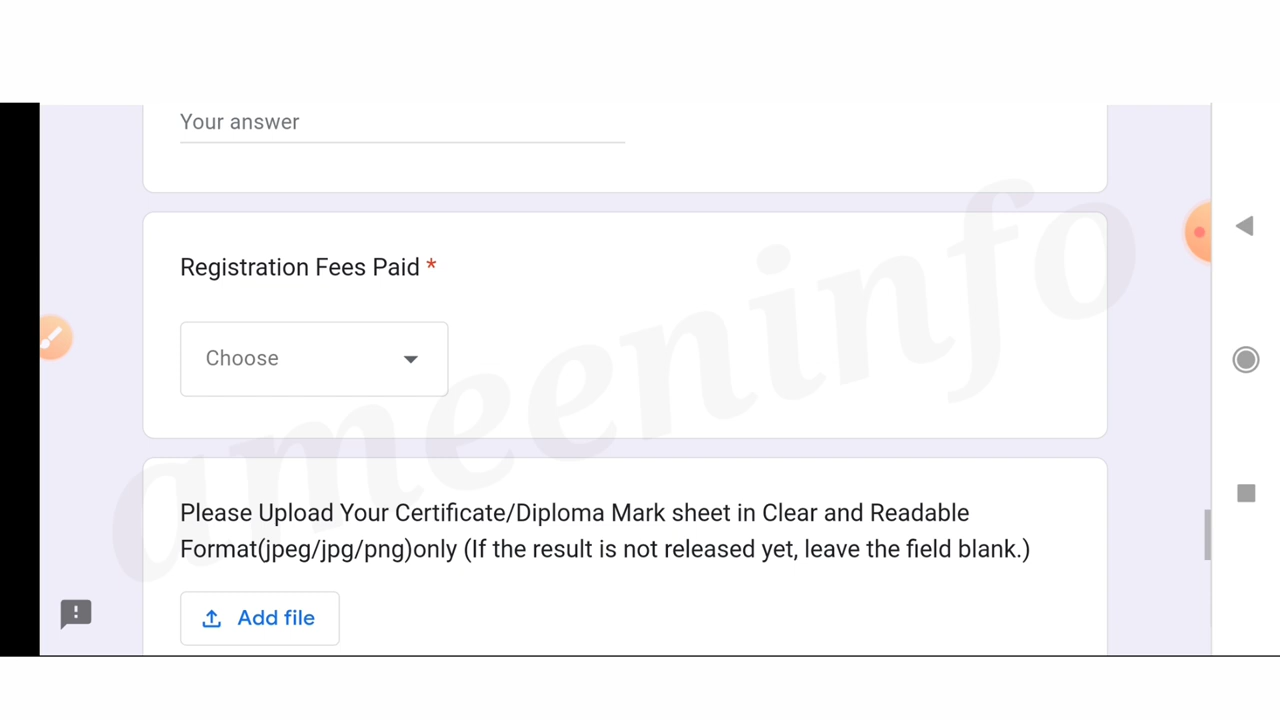 Your answer
Registration Fees Paid *
Choose
Please Upload Your Certificate/Diploma Mark sheet in Clear and Readable
Format(jpeg/jpg/png)only (If the result is not released yet, leave the field blank.)
Add file
ameeninfo